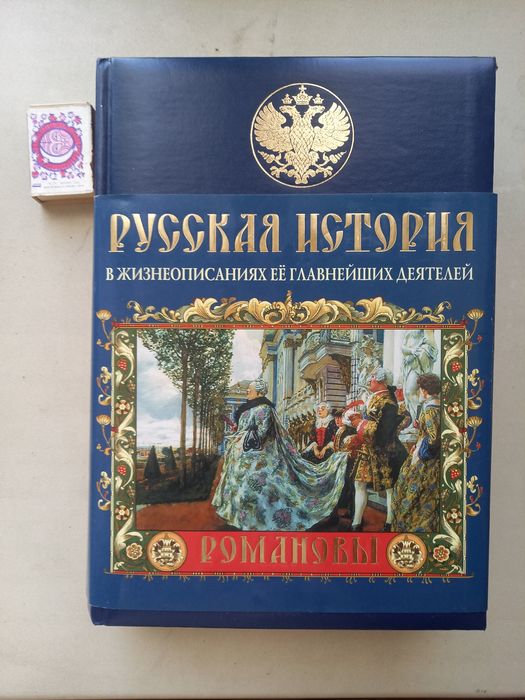 РУССКАЯ ИСТОРИЯ
В ЖИЗНЕОПИСАНИЯХ ЕЁ ГЛАВНЕЙШИХ ДЕЯТЕЛЕЙ
РОМАНОВЫ